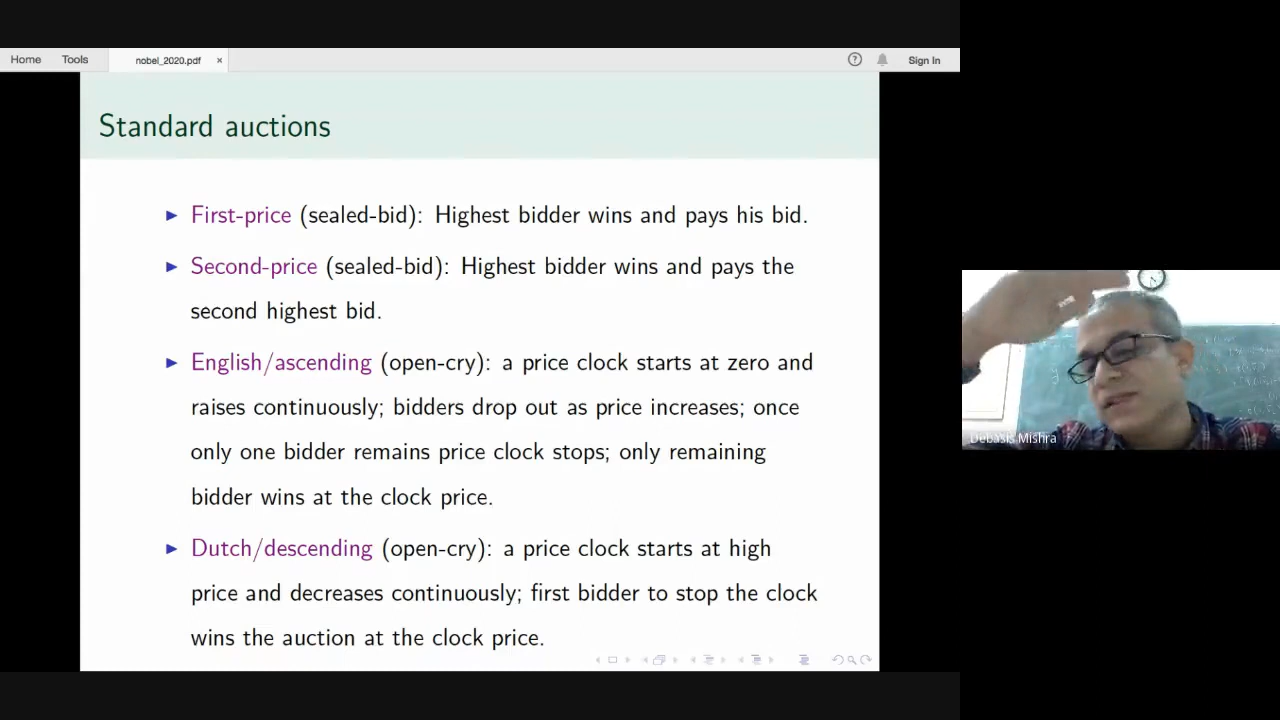 Home Tools nobel_2020.pdf × Sign In
Standard auctions
▶ First-price (sealed-bid): Highest bidder wins and pays his bid.
▶ Second-price (sealed-bid): Highest bidder wins and pays the
second highest bid.
▶ English/ascending (open-cry): a price clock starts at zero and
raises continuously; bidders drop out as price increases; once
only one bidder remains price clock stops; only remaining
bidder wins at the clock price.
▶ Dutch/descending (open-cry): a price clock starts at high
price and decreases continuously; first bidder to stop the clock
wins the auction at the clock price.
Debasis Mishra